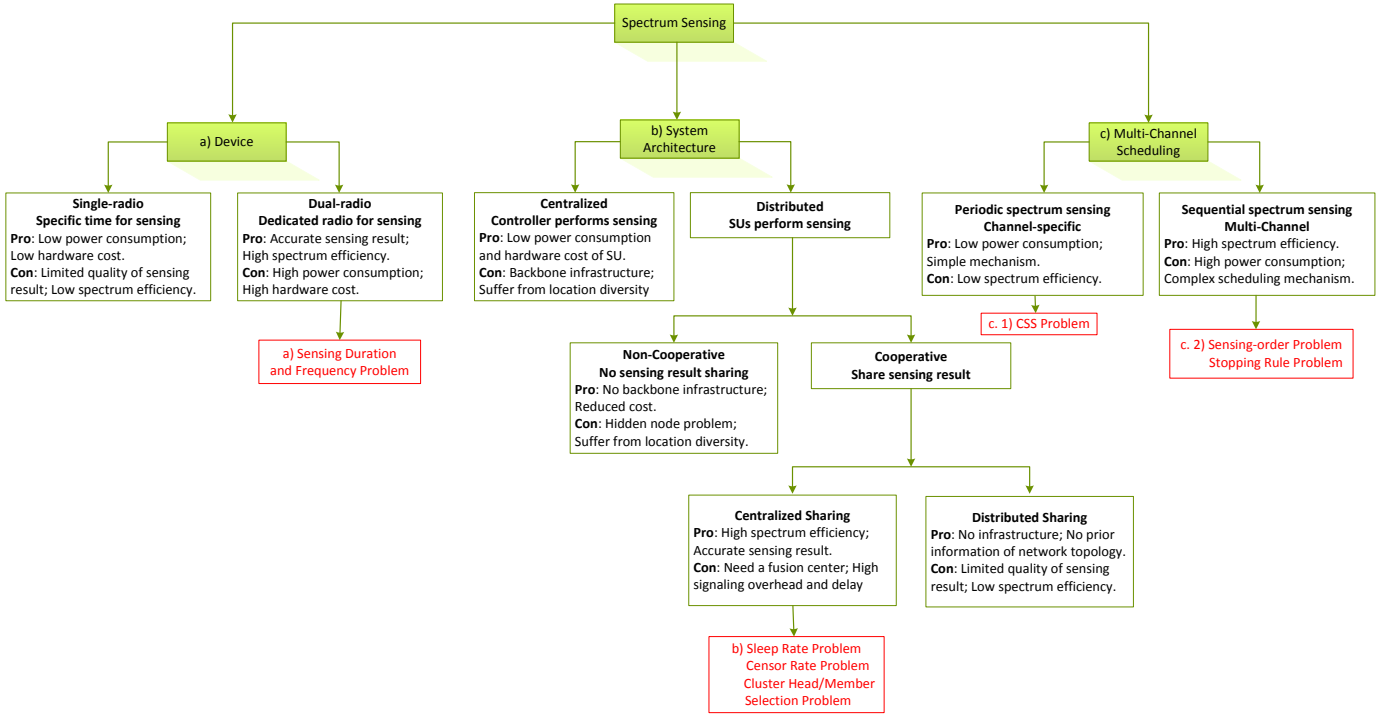 Spectrum Sensing
a) Device
b) System
Architecture
c) Multi-Channel
Scheduling
Single-radio
Specific time for sensing
Pro: Low power consumption;
Low hardware cost.
Con: Limited quality of sensing
result; Low spectrum efficiency.
Dual-radio
Dedicated radio for sensing
Pro: Accurate sensing result;
High spectrum efficiency.
Con: High power consumption;
High hardware cost.
Centralized
Controller performs sensing
Pro: Low power consumption
and hardware cost of SU.
Con: Backbone infrastructure;
Suffer from location diversity
Distributed
SUs perform sensing
Periodic spectrum sensing
Channel-specific
Pro: Low power consumption;
Simple mechanism.
Con: Low spectrum efficiency.
Sequential spectrum sensing
Multi-Channel
Pro: High spectrum efficiency.
Con: High power consumption;
Complex scheduling mechanism.
a) Sensing Duration
and Frequency Problem
Non-Cooperative
No sensing result sharing
Pro: No backbone infrastructure;
Reduced cost.
Con: Hidden node problem;
Suffer from location diversity.
Cooperative
Share sensing result
c. 1) CSS Problem
c. 2) Sensing-order Problem
Stopping Rule Problem
Centralized Sharing
Pro: High spectrum efficiency;
Accurate sensing result.
Con: Need a fusion center; High
signaling overhead and delay
Distributed Sharing
Pro: No infrastructure; No prior
information of network topology.
Con: Limited quality of sensing
result; Low spectrum efficiency.
b) Sleep Rate Problem
Censor Rate Problem
Cluster Head/Member
Selection Problem